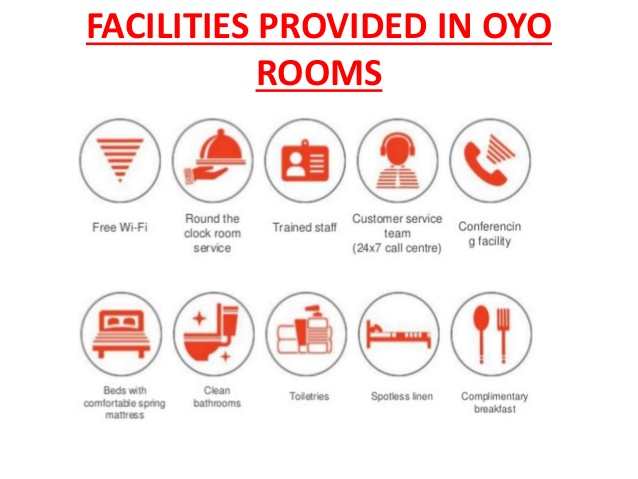 FACILITIES PROVIDED IN OYO
ROOMS
Free Wi-Fi
Round the
clock room
service
Trained staff
Customer service
team
(24x7 call centre)
Conferencin
g facility
Beds with
comfortable spring
mattress
Clean
bathrooms
Toiletries
Spotless linen
Complimentary
breakfast